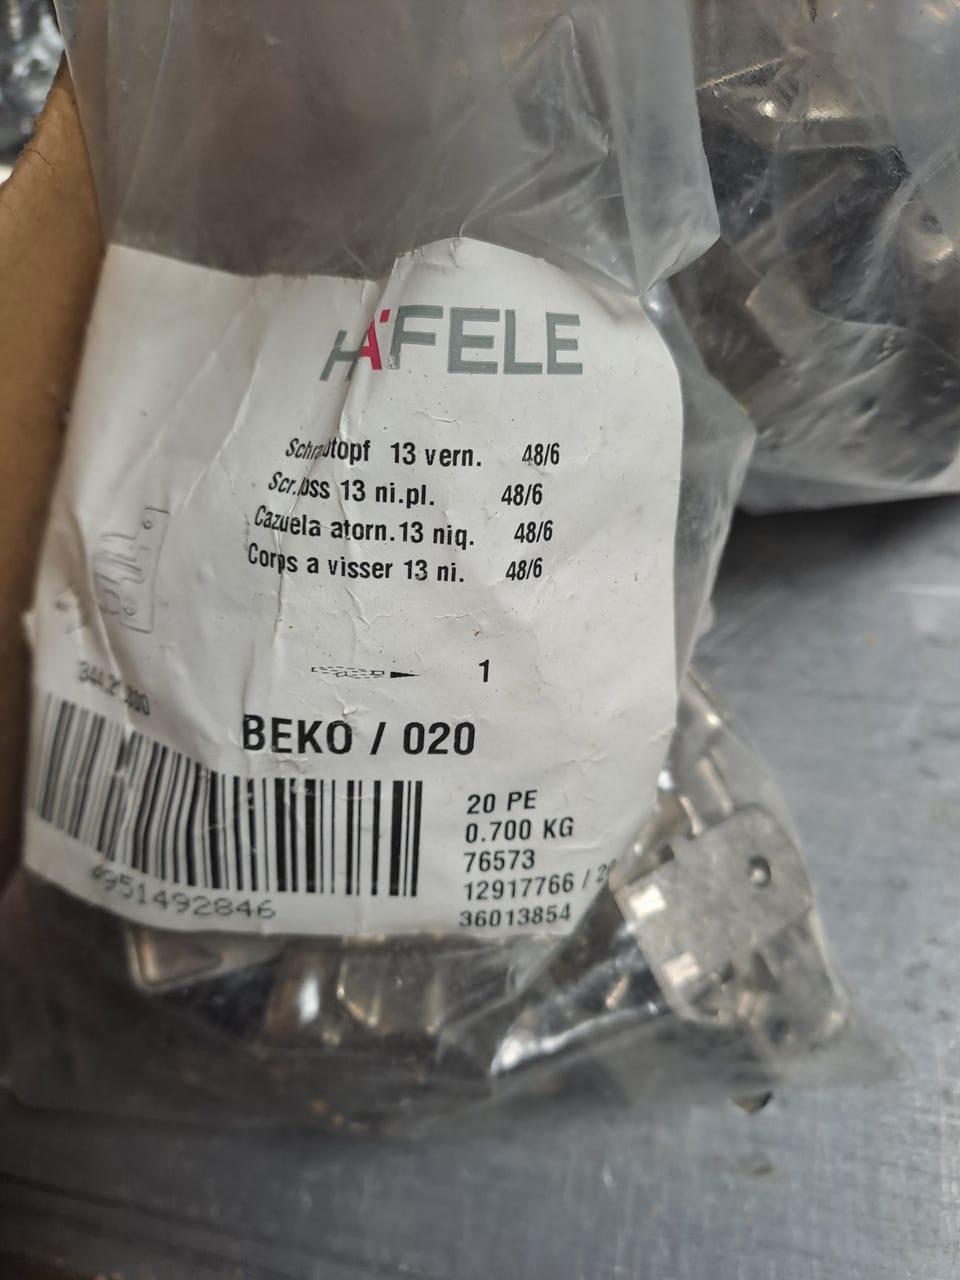 HÄFELE
Schraubtopf 13 vern. 48/6
Scr.boss 13 ni.pl. 48/6
Cazuela atorn.13 niq. 48/6
Corps a visser 13 ni. 48/6
1
BEKO / 020
20 PE
0.700 KG
76573
12917766 /
36013854
951492846